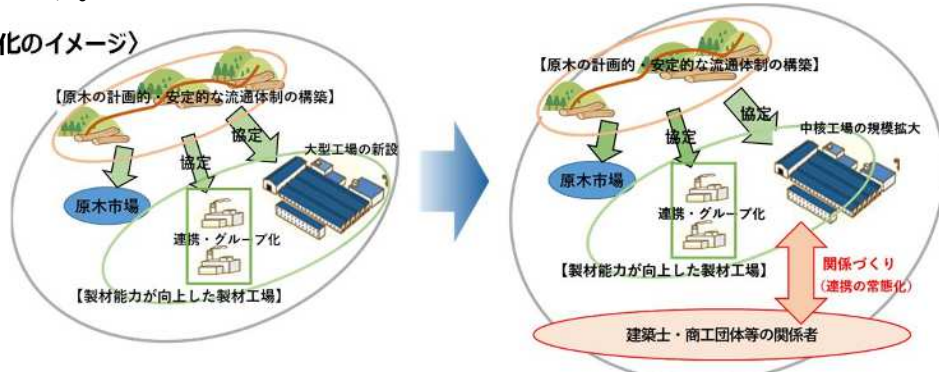 化のイメージ〉
【原木の計画的・安定的な流通体制の構築】
協定
協定
大型工場の新設
原木市場
連携・グループ化
【製材能力が向上した製材工場】
【原木の計画的・安定的な流通体制の構築】
協定
協定
中核工場の規模拡大
原木市場
連携・グループ化
【製材能力が向上した製材工場】
関係づくり
（連携の常態化）
建築士・商工団体等の関係者